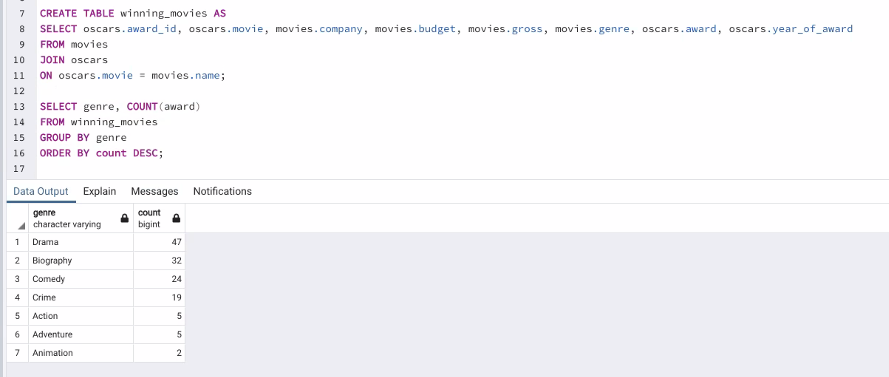 7 CREATE TABLE winning_movies AS
8 SELECT oscars.award_id, oscars.movie, movies.company, movies.budget, movies.gross, movies.genre, oscars.award, oscars.year_of_award
9 FROM movies
10 JOIN oscars
11 ON oscars.movie = movies.name;
12
13 SELECT genre, COUNT(award)
14 FROM winning_movies
15 GROUP BY genre
16 ORDER BY count DESC;
17
Data Output Explain Messages Notifications
genre count
character varying bigint
1 Drama 47
2 Biography 32
3 Comedy 24
4 Crime 19
5 Action 5
6 Adventure 5
7 Animation 2